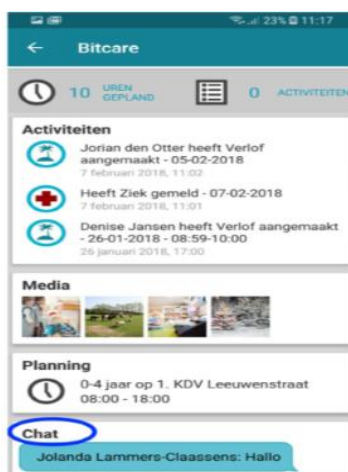 23% 11:17
Bitcare
10 UREN GEPLAND 0 ACTIVITEITEN
Activiteiten
Jorian den Otter heeft Verlof
aangemaakt - 05-02-2018
7 februari 2018, 11:02
Heeft Ziek gemeld - 07-02-2018
7 februari 2018, 11:01
Denise Jansen heeft Verlof aangemaakt
- 26-01-2018 - 08:59-10:00
26 januari 2018, 17:00
Media
Planning
0-4 jaar op 1. KDV Leeuwenstraat
08:00 - 18:00
Chat
Jolanda Lammers-Claassens: Hallo